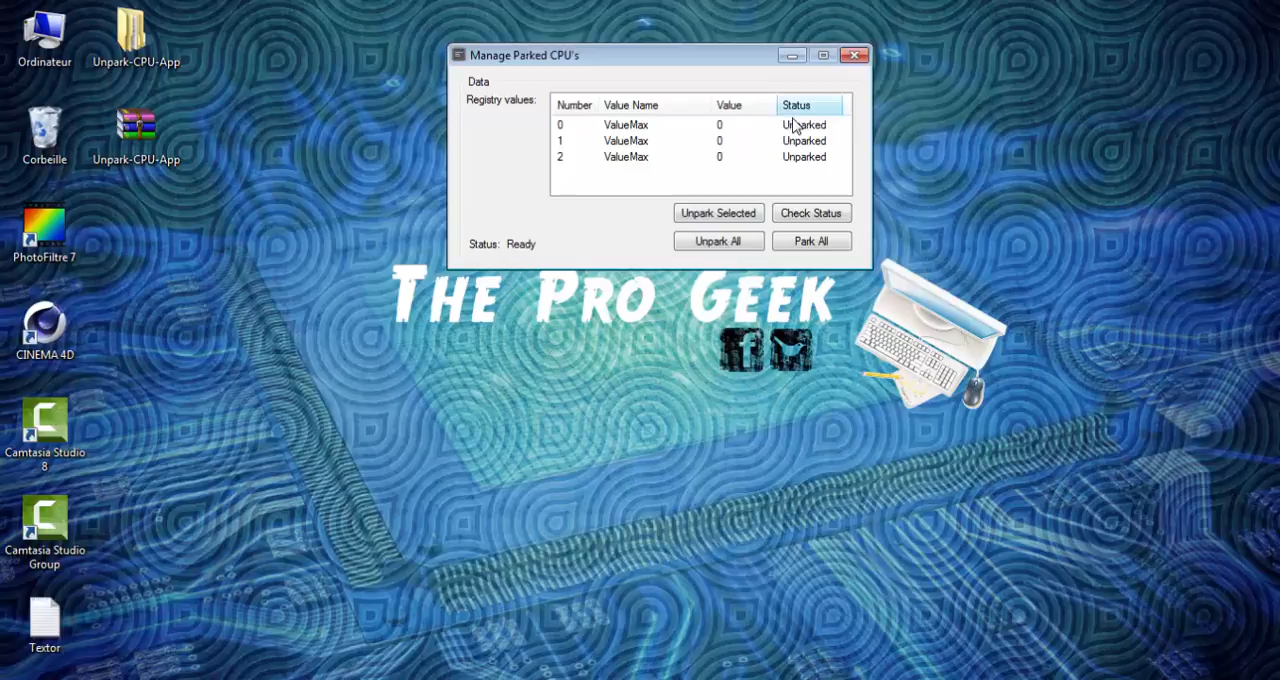 Ordinateur
Unpark-CPU-App
Corbeille
Unpark-CPU-App
PhotoFiltre 7
CINEMA 4D
Camtasia Studio
8
Camtasia Studio
Group
Textor
Manage Parked CPU's
Data
Registry values:
Number Value Name Value Status
0 ValueMax 0 Unparked
1 ValueMax 0 Unparked
2 ValueMax 0 Unparked
Unpark Selected Check Status
Status: Ready Unpark All Park All
THE PRO GEEK
f